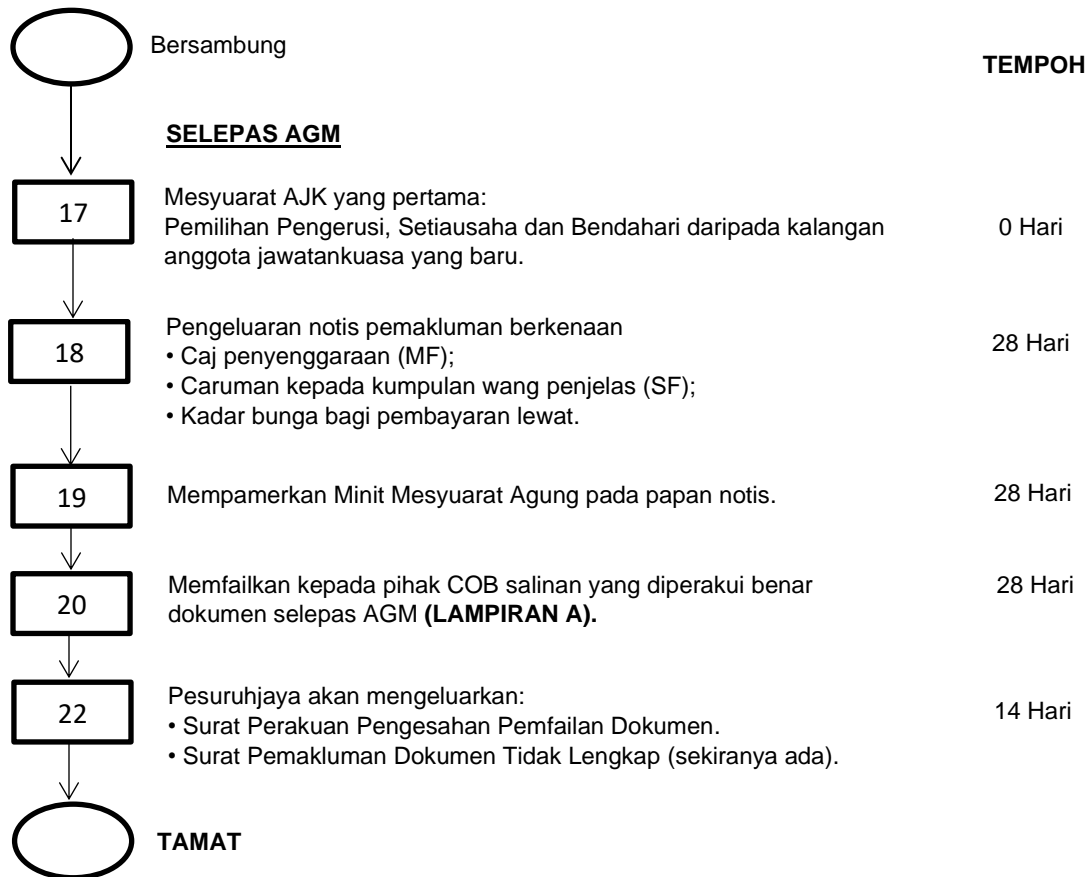 Bersambung
TEMPOH
SELEPAS AGM
17
Mesyuarat AJK yang pertama:
Pemilihan Pengerusi, Setiausaha dan Bendahari daripada kalangan
anggota jawatankuasa yang baru.
0 Hari
18
Pengeluaran notis pemakluman berkenaan
• Caj penyenggaraan (MF);
• Caruman kepada kumpulan wang penjelas (SF);
• Kadar bunga bagi pembayaran lewat.
28 Hari
19
Mempamerkan Minit Mesyuarat Agung pada papan notis.
28 Hari
20
Memfailkan kepada pihak COB salinan yang diperakui benar
dokumen selepas AGM (LAMPIRAN A).
28 Hari
22
Pesuruhjaya akan mengeluarkan:
• Surat Perakuan Pengesahan Pemfailan Dokumen.
• Surat Pemakluman Dokumen Tidak Lengkap (sekiranya ada).
14 Hari
TAMAT